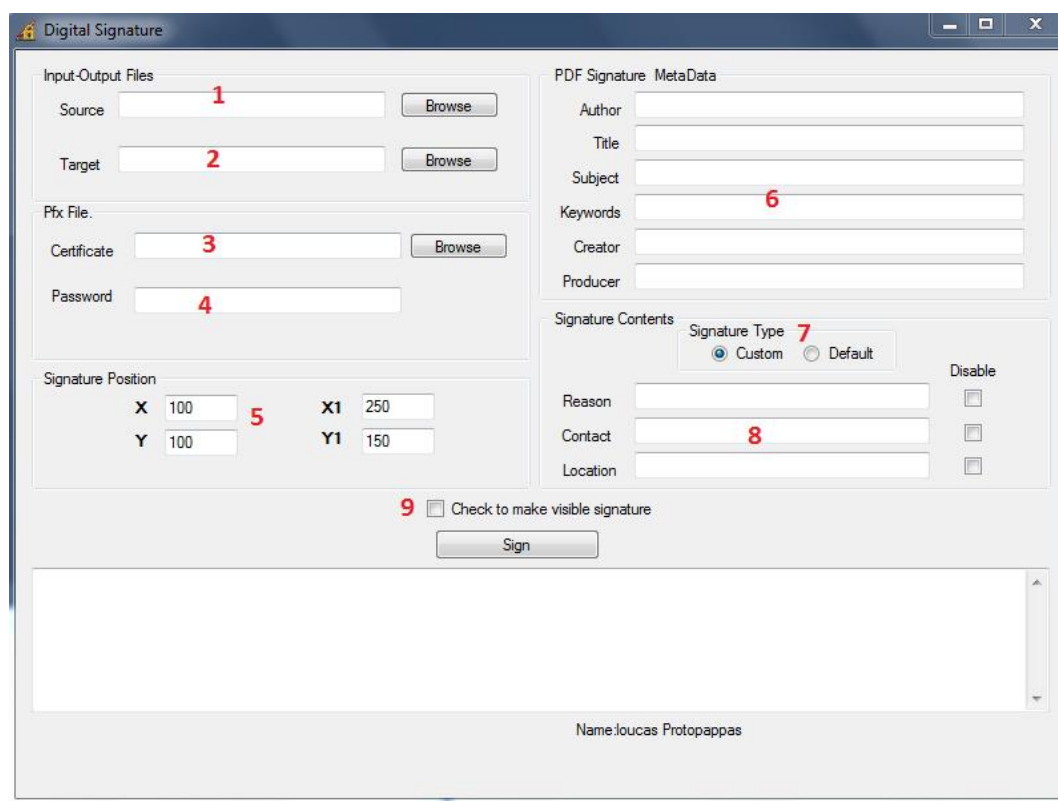 Digital Signature
Input-Output Files
Source 1 Browse
Target 2 Browse
Pfx File.
Certificate 3 Browse
Password 4
Signature Position
X 100 5 X1 250
Y 100 Y1 150
PDF Signature MetaData
Author
Title
Subject
6
Keywords
Creator
Producer
Signature Contents
Signature Type 7
Custom Default
Disable
Reason
Contact 8
Location
9 Check to make visible signature
Sign
Name:loucas Protopappas